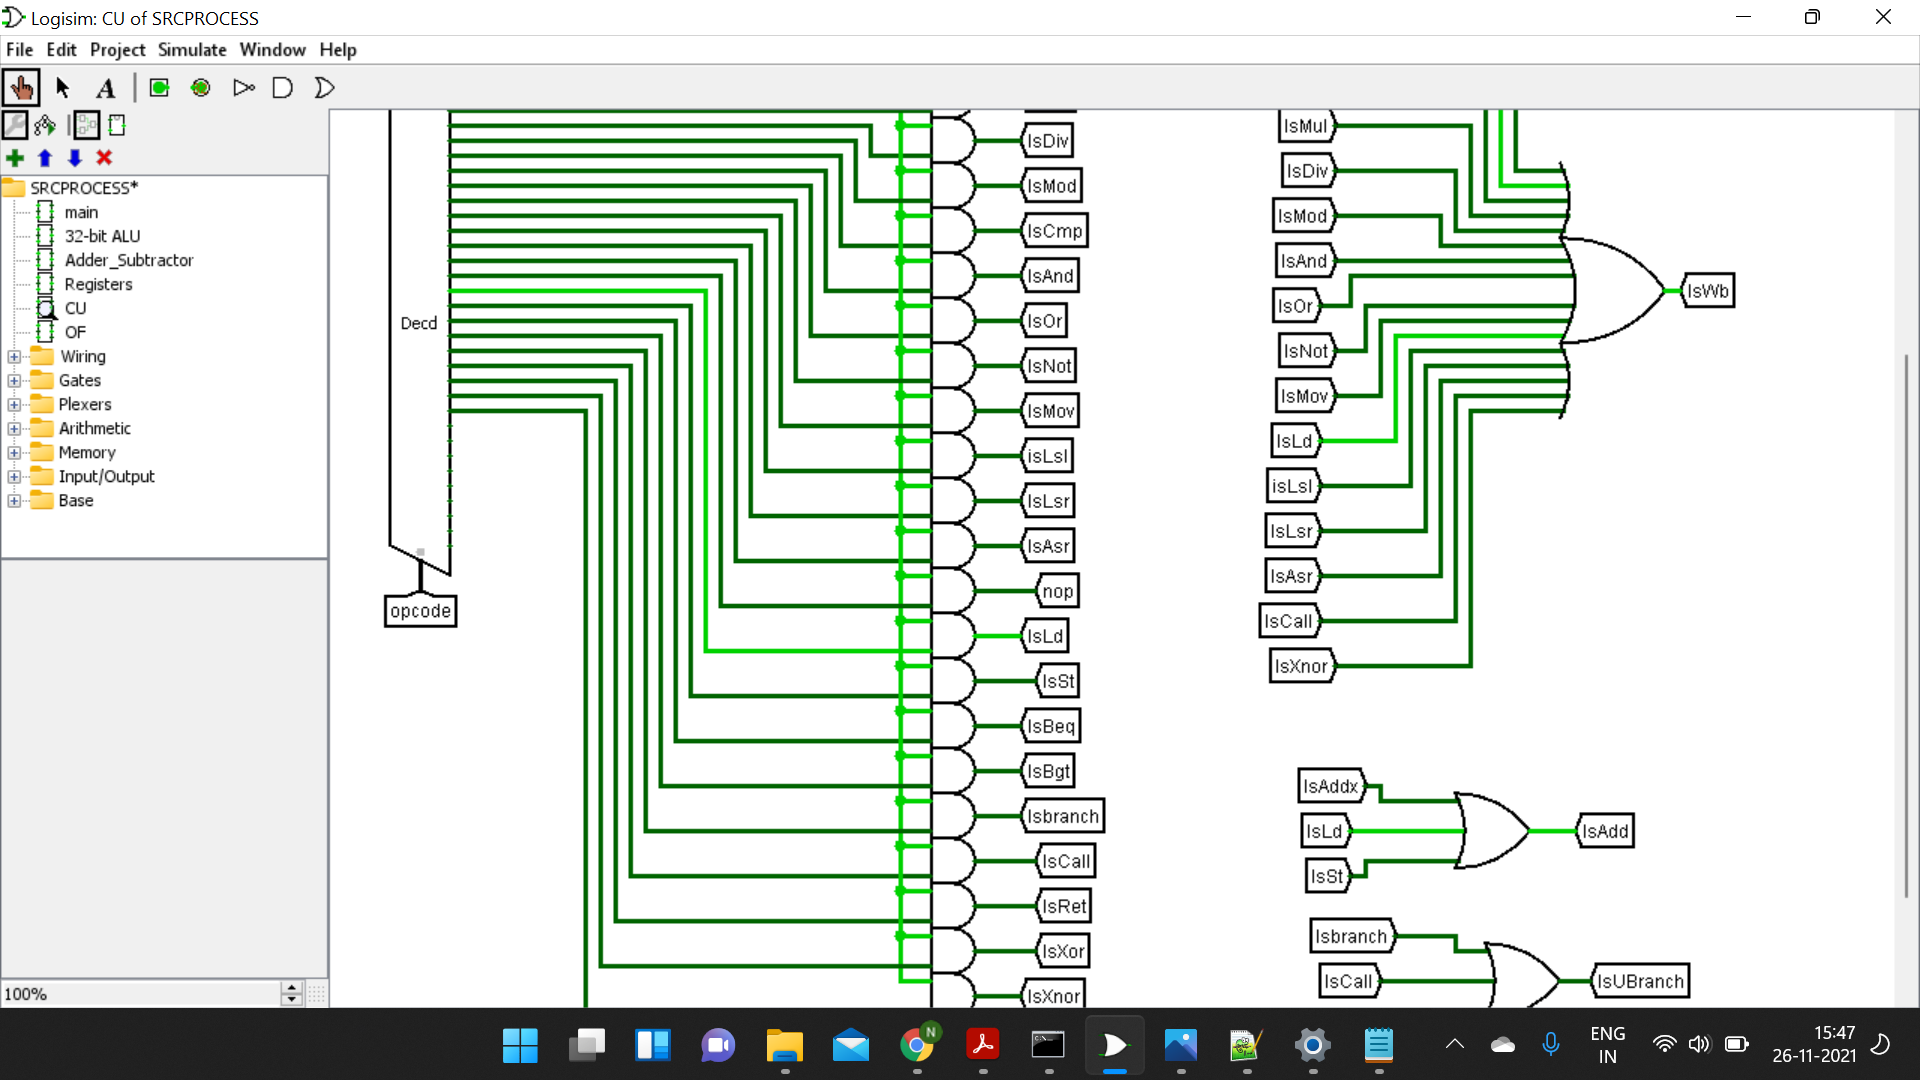 Logisim: CU of SRCPROCESS
File Edit Project Simulate Window Help
A
SRCPROCESS*
main
32-bit ALU
Adder_Subtractor
Registers
CU
OF
Wiring
Gates
Plexers
Arithmetic
Memory
Input/Output
Base
100%
Decd
opcode
IsDiv
IsMod
IsCmp
IsAnd
IsOr
IsNot
IsMov
isLsl
IsLsr
IsAsr
nop
IsLd
IsSt
IsBeq
IsBgt
Isbranch
IsCall
IsRet
IsXor
IsXnor
IsMul
IsDiv
IsMod
IsAnd
IsOr
IsNot
IsMov
IsLd
isLsl
IsLsr
IsAsr
IsCall
IsXnor
IsWb
IsAddx
IsLd
IsSt
IsAdd
Isbranch
IsCall
IsUBranch
N
ENG
IN
15:47
26-11-2021